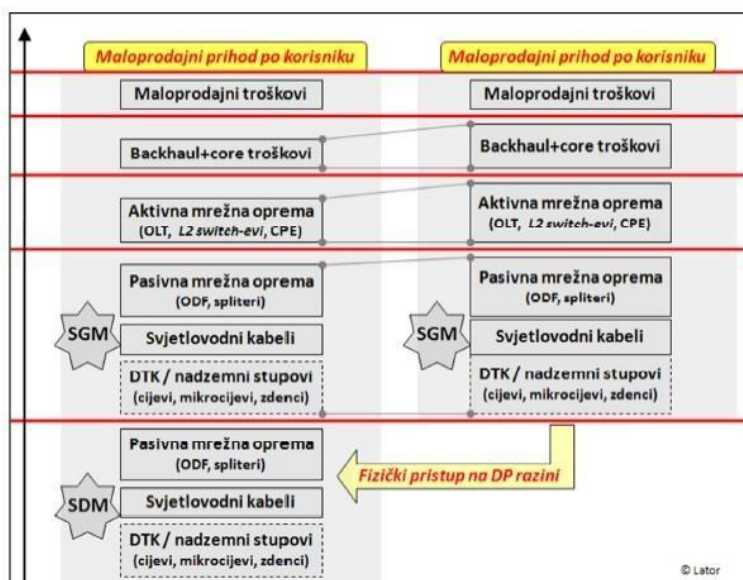 Maloprodajni prihod po korisniku
Maloprodajni troškovi
Backhaul+core troškovi
Aktivna mrežna oprema
(OLT, L2 switch-evi, CPE)
Pasivna mrežna oprema
(ODF, spliteri)
SGM
Svjetlovodni kabeli
DTK / nadzemni stupovi
(cijevi, mikrocijevi, zdenci)
Pasivna mrežna oprema
(ODF, spliteri)
SDM
Svjetlovodni kabeli
DTK / nadzemni stupovi
(cijevi, mikrocijevi, zdenci)
Maloprodajni prihod po korisniku
Maloprodajni troškovi
Backhaul+core troškovi
Aktivna mrežna oprema
(OLT, L2 switch-evi, CPE)
Pasivna mrežna oprema
(ODF, spliteri)
SGM
Svjetlovodni kabeli
DTK / nadzemni stupovi
(cijevi, mikrocijevi, zdenci)
Fizički pristup na DP razini
© Lator